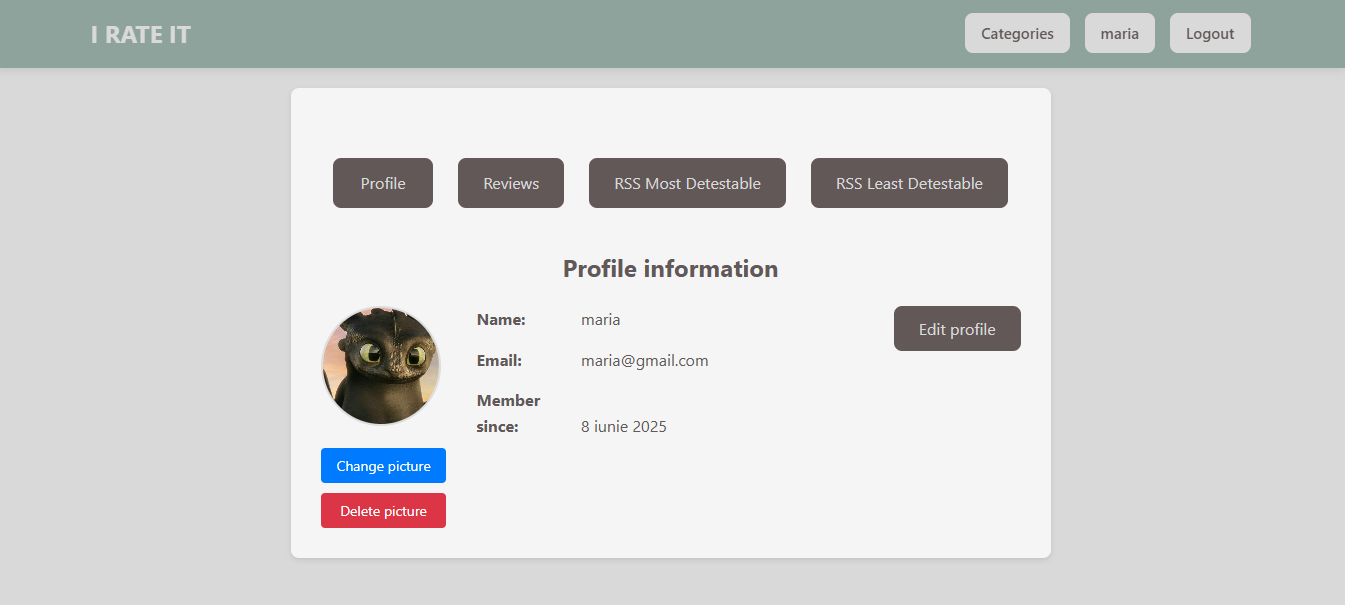 I RATE IT
Categories
maria
Logout
Profile
Reviews
RSS Most Detestable
RSS Least Detestable
Profile information
Name: maria
Edit profile
Email: maria@gmail.com
Member
since: 8 iunie 2025
Change picture
Delete picture